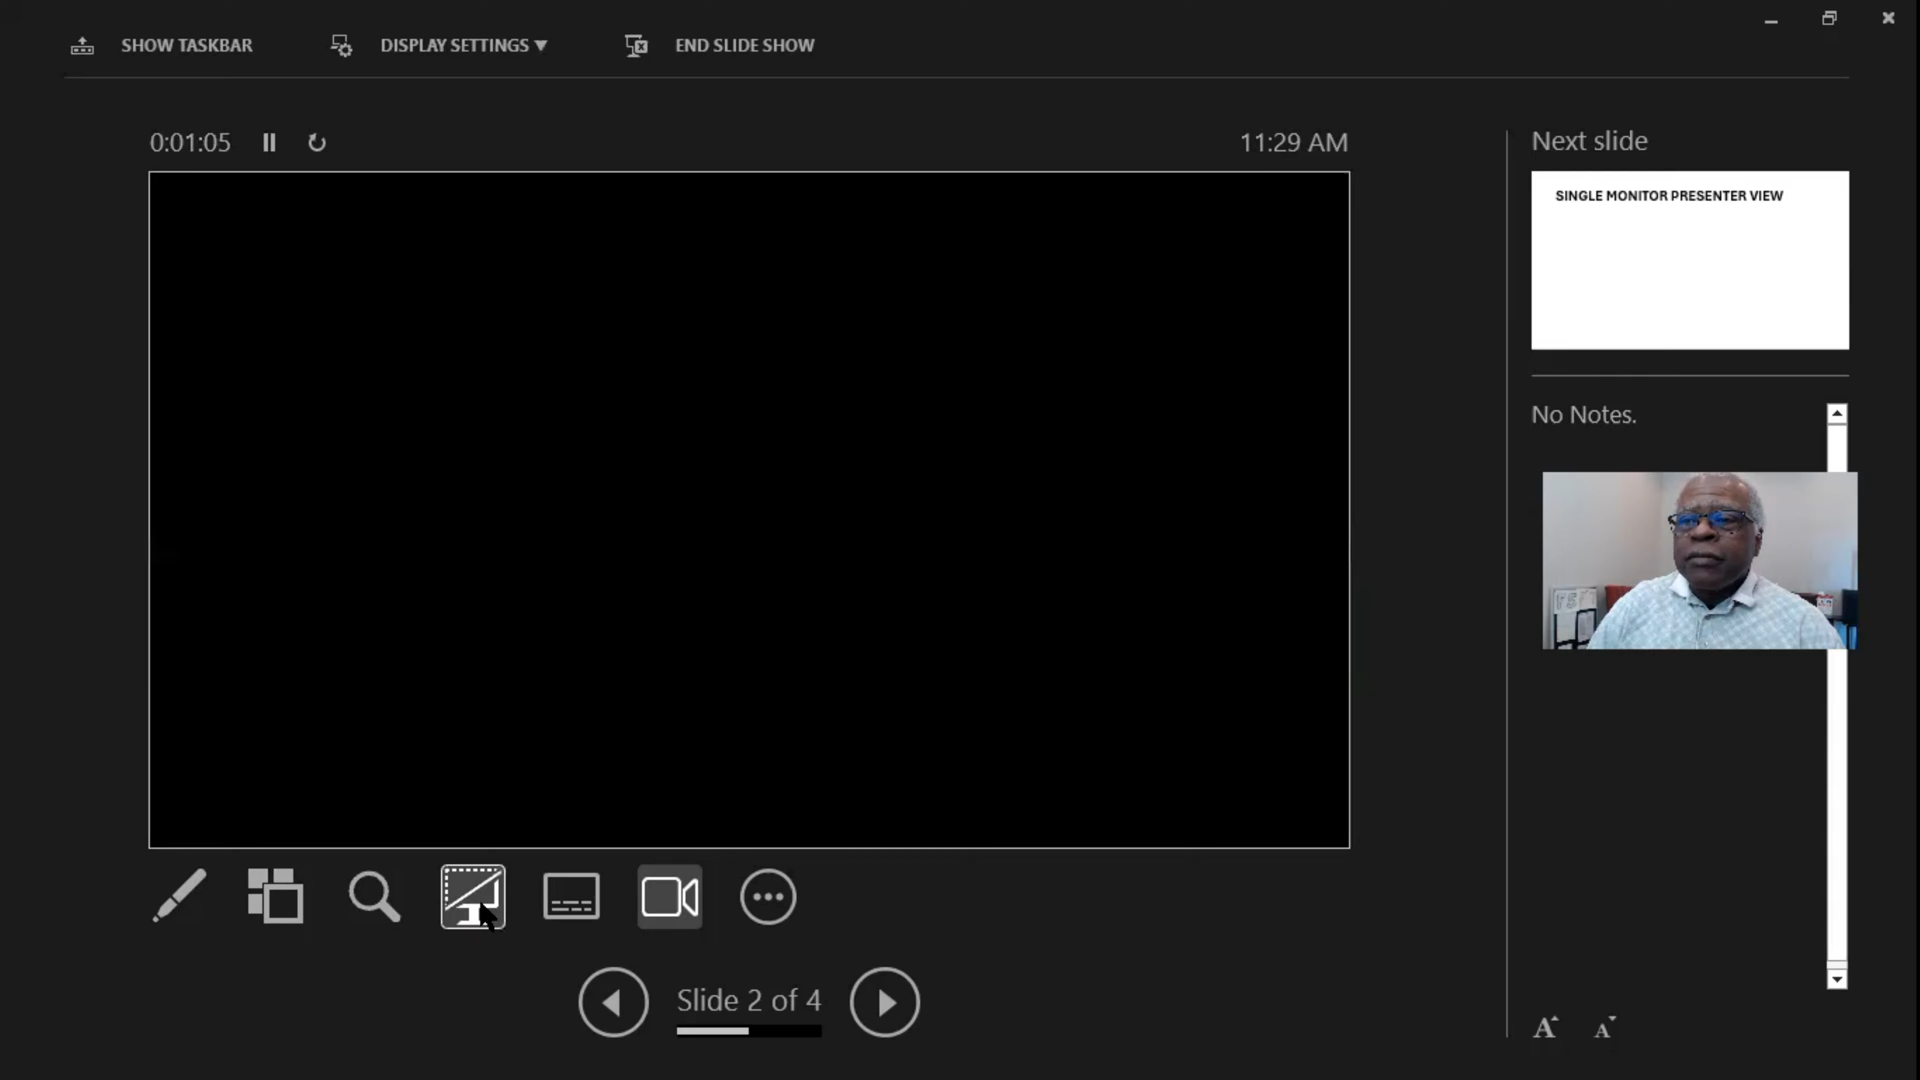 SHOW TASKBAR
DISPLAY SETTINGS ▼
END SLIDE SHOW
0:01:05
11:29 AM
Next slide
SINGLE MONITOR PRESENTER VIEW
No Notes.
Slide 2 of 4
A A